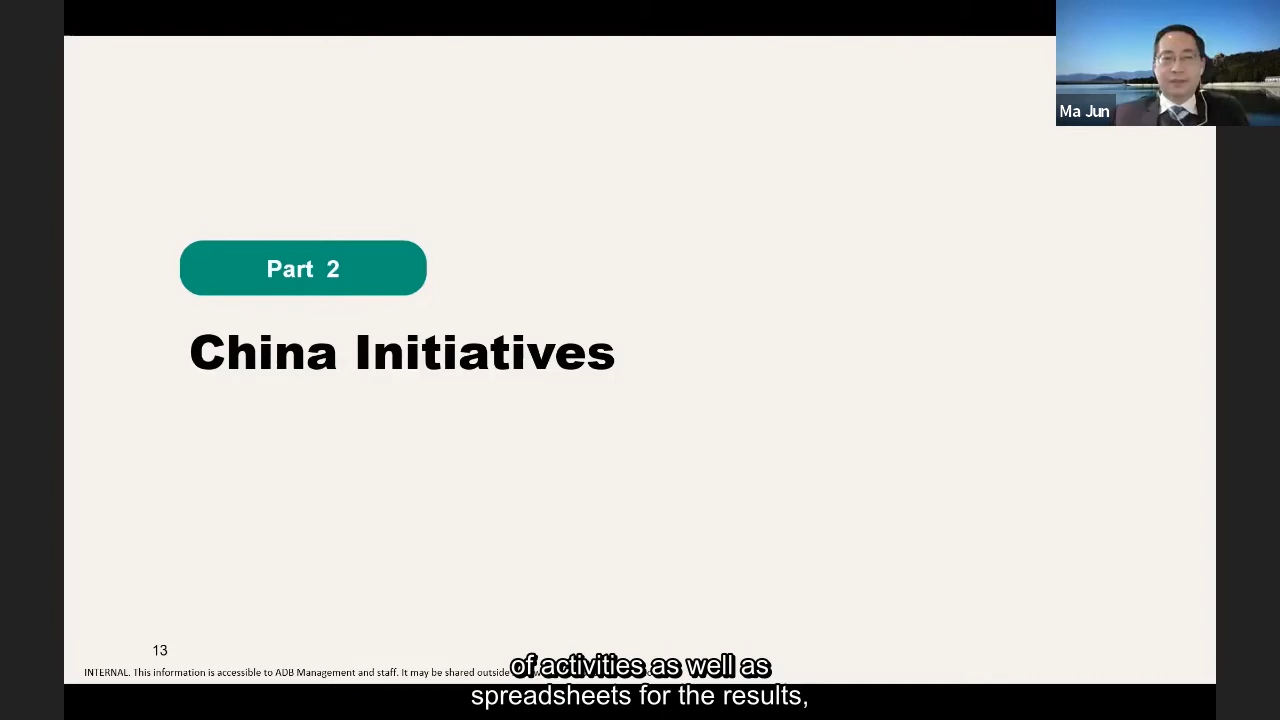 Ma Jun
Part 2
China Initiatives
13
INTERNAL. This information is accessible to ADB Management and staff. It may be shared outside
of activities as well as
spreadsheets for the results,